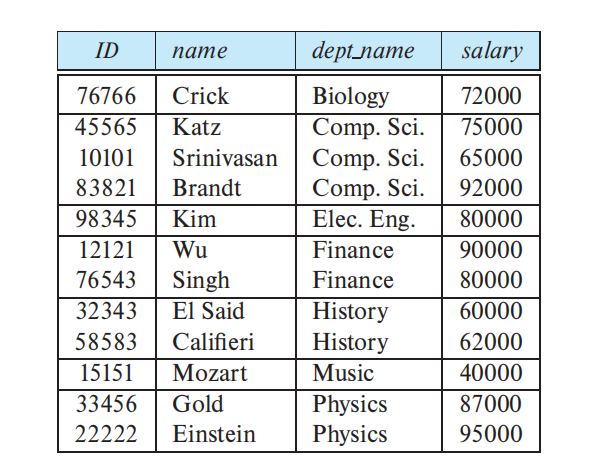 ID name dept_name salary
76766 Crick Biology 72000
45565 Katz Comp. Sci. 75000
10101 Srinivasan Comp. Sci. 65000
83821 Brandt Comp. Sci. 92000
98345 Kim Elec. Eng. 80000
12121 Wu Finance 90000
76543 Singh Finance 80000
32343 El Said History 60000
58583 Califieri History 62000
15151 Mozart Music 40000
33456 Gold Physics 87000
22222 Einstein Physics 95000